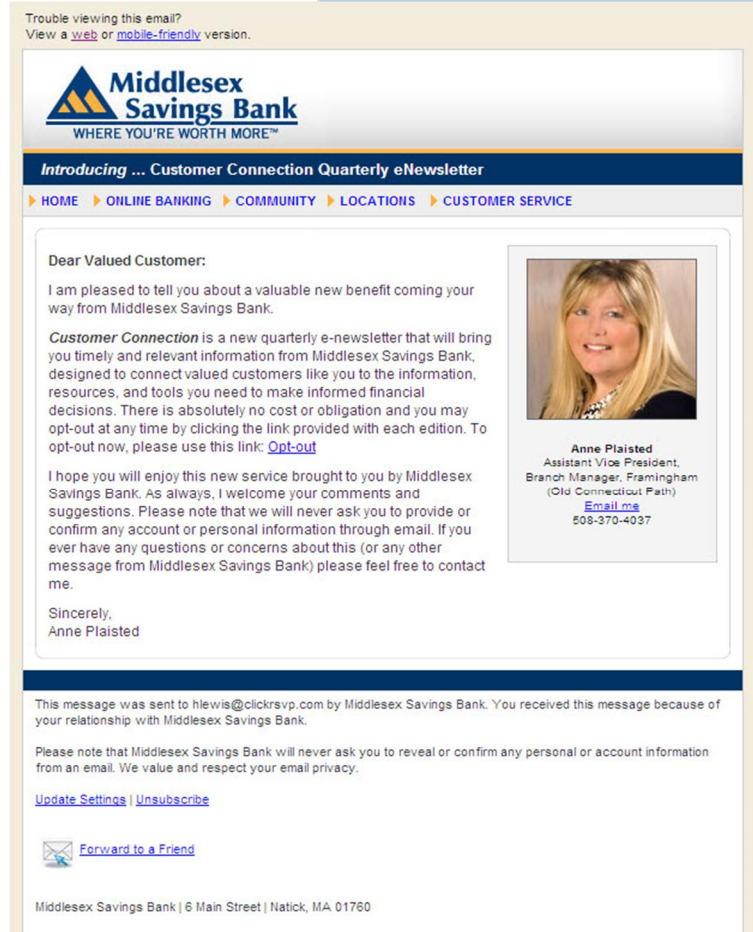 Trouble viewing this email?
View a web or mobile-friendly version.
Middlesex
Savings Bank
WHERE YOU'RE WORTH MORE™
Introducing ... Customer Connection Quarterly eNewsletter
HOME ONLINE BANKING COMMUNITY LOCATIONS CUSTOMER SERVICE
Dear Valued Customer:
I am pleased to tell you about a valuable new benefit coming your
way from Middlesex Savings Bank.
Customer Connection is a new quarterly e-newsletter that will bring
you timely and relevant information from Middlesex Savings Bank,
designed to connect valued customers like you to the information,
resources, and tools you need to make informed financial
decisions. There is absolutely no cost or obligation and you may
opt-out at any time by clicking the link provided with each edition. To
opt-out now, please use this link: Opt-out
I hope you will enjoy this new service brought to you by Middlesex
Savings Bank. As always, I welcome your comments and
suggestions. Please note that we will never ask you to provide or
confirm any account or personal information through email. If you
ever have any questions or concerns about this (or any other
message from Middlesex Savings Bank) please feel free to contact
me.
Sincerely,
Anne Plaisted
Anne Plaisted
Assistant Vice President,
Branch Manager, Framingham
(Old Connecticut Path)
Email me
508-370-4037
This message was sent to hlewis@clickrsvp.com by Middlesex Savings Bank. You received this message because of
your relationship with Middlesex Savings Bank.
Please note that Middlesex Savings Bank will never ask you to reveal or confirm any personal or account information
from an email. We value and respect your email privacy.
Update Settings | Unsubscribe
Forward to a Friend
Middlesex Savings Bank | 6 Main Street | Natick, MA 01760